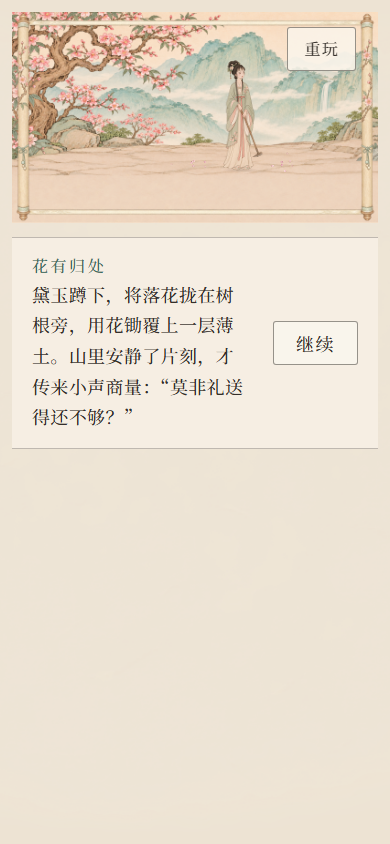 重玩
花有归处
黛玉蹲下，将落花拢在树
根旁，用花锄覆上一层薄
土。山里安静了片刻，才
传来小声商量：“莫非礼送
得还不够？”
继续